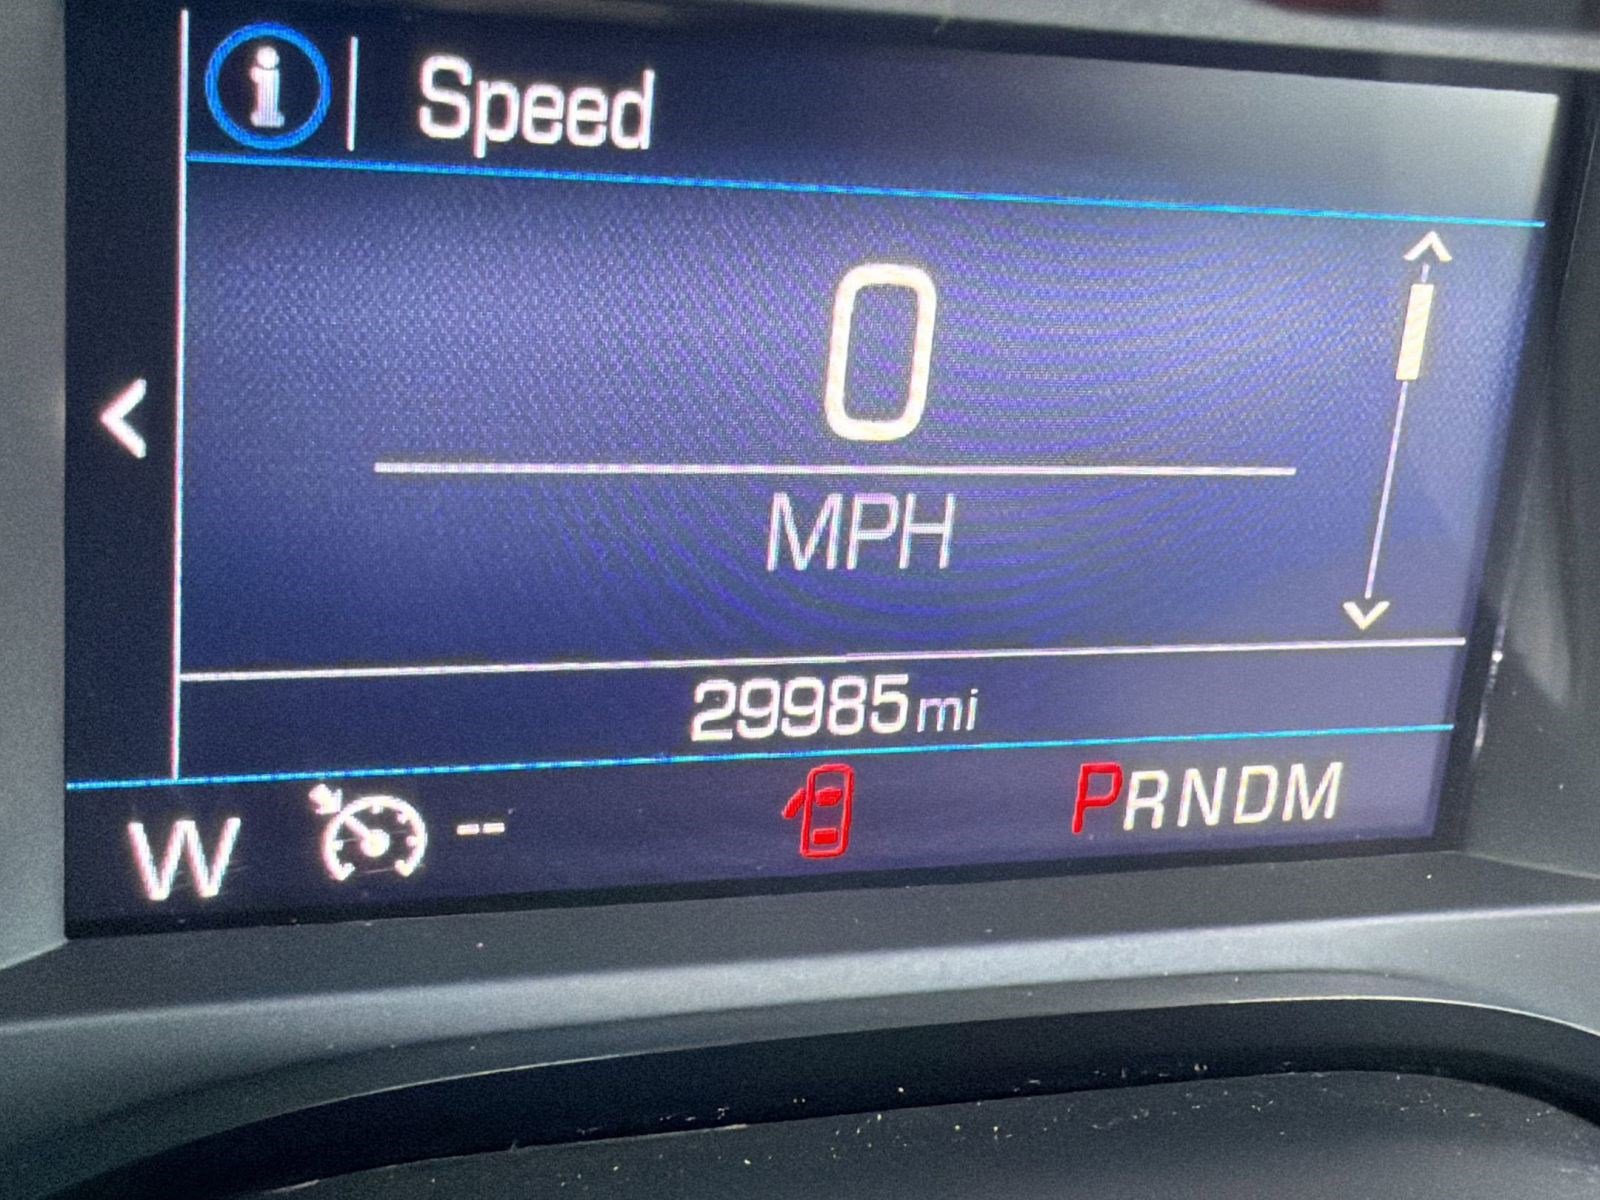 i Speed
0
MPH
29985mi
W -- PRNDM